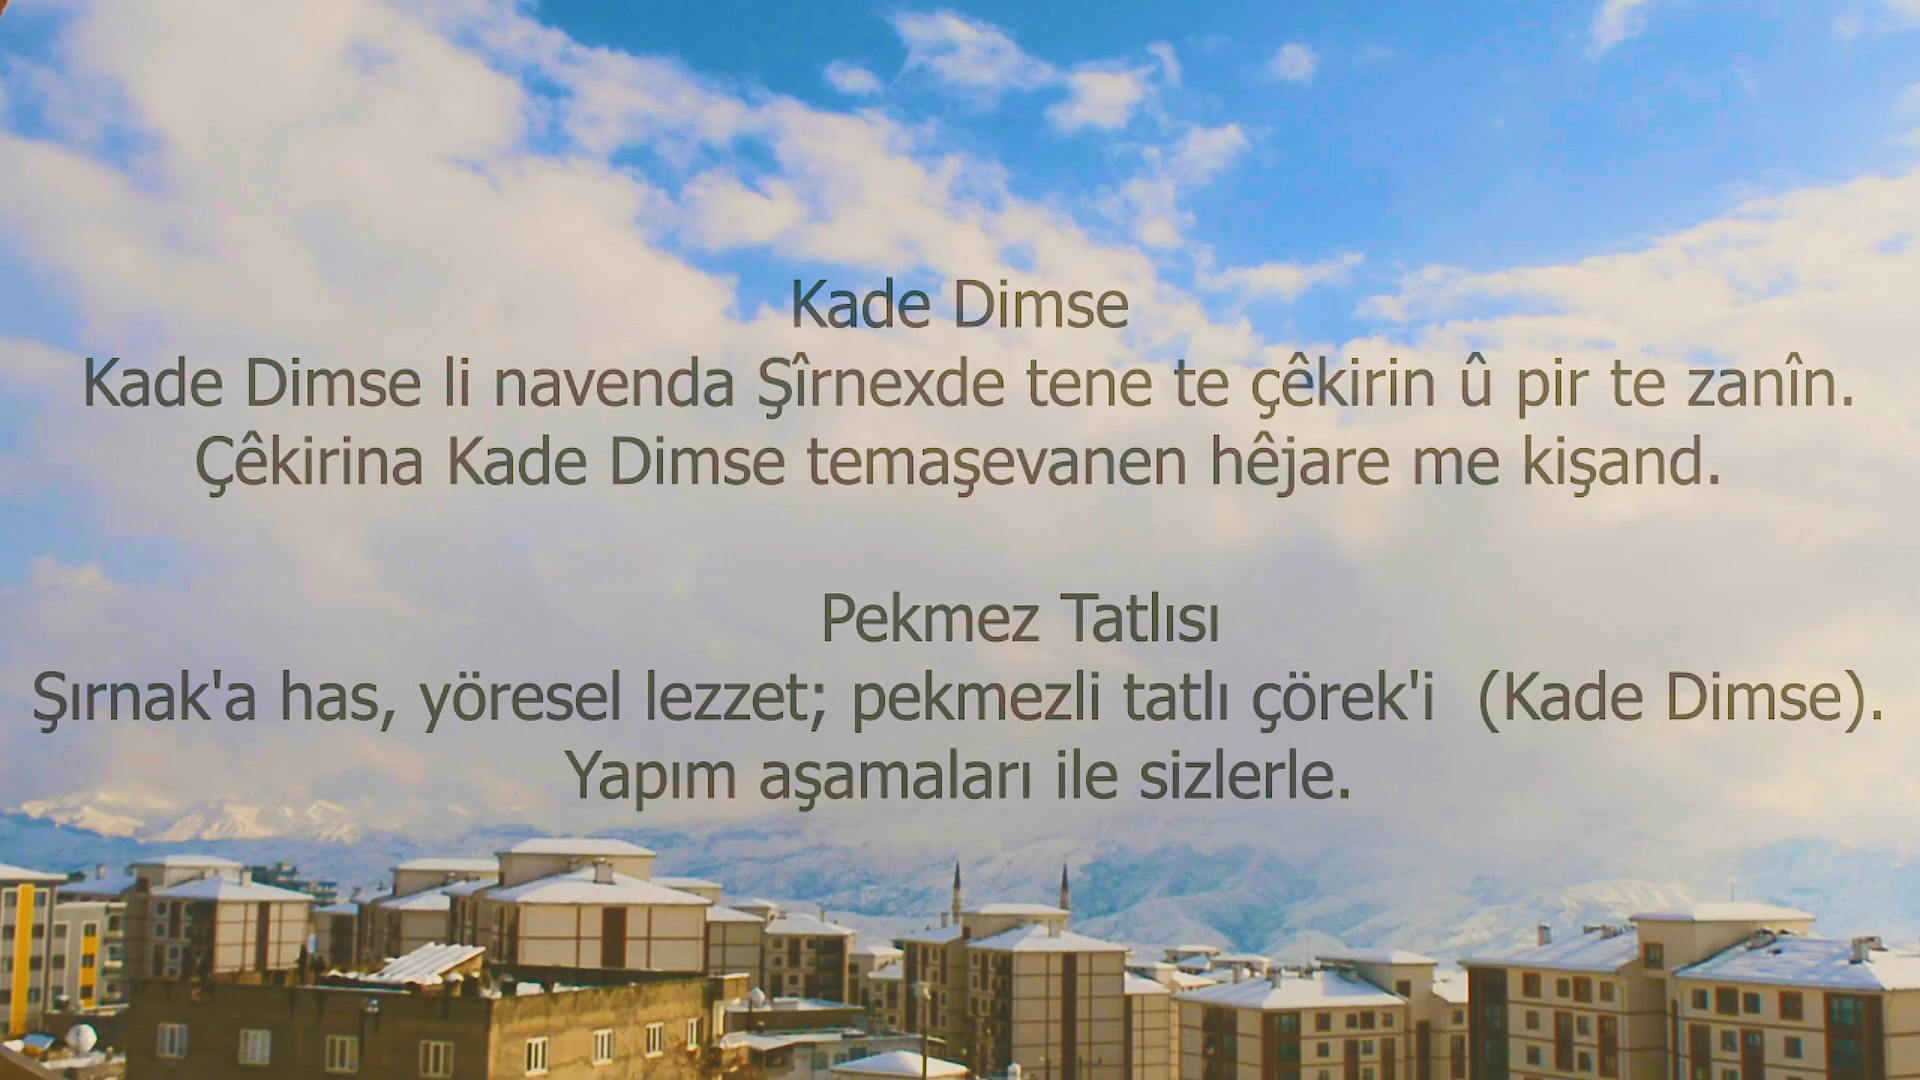 Kade Dimse
Kade Dimse li navenda Şîrnexde tene te çêkirin û pir te zanîn.
Çêkirina Kade Dimse temaşevanen hêjare me kişand.
Pekmez Tatlısı
Şırnak'a has, yöresel lezzet; pekmezli tatlı çörek'i  (Kade Dimse).
Yapım aşamaları ile sizlerle.